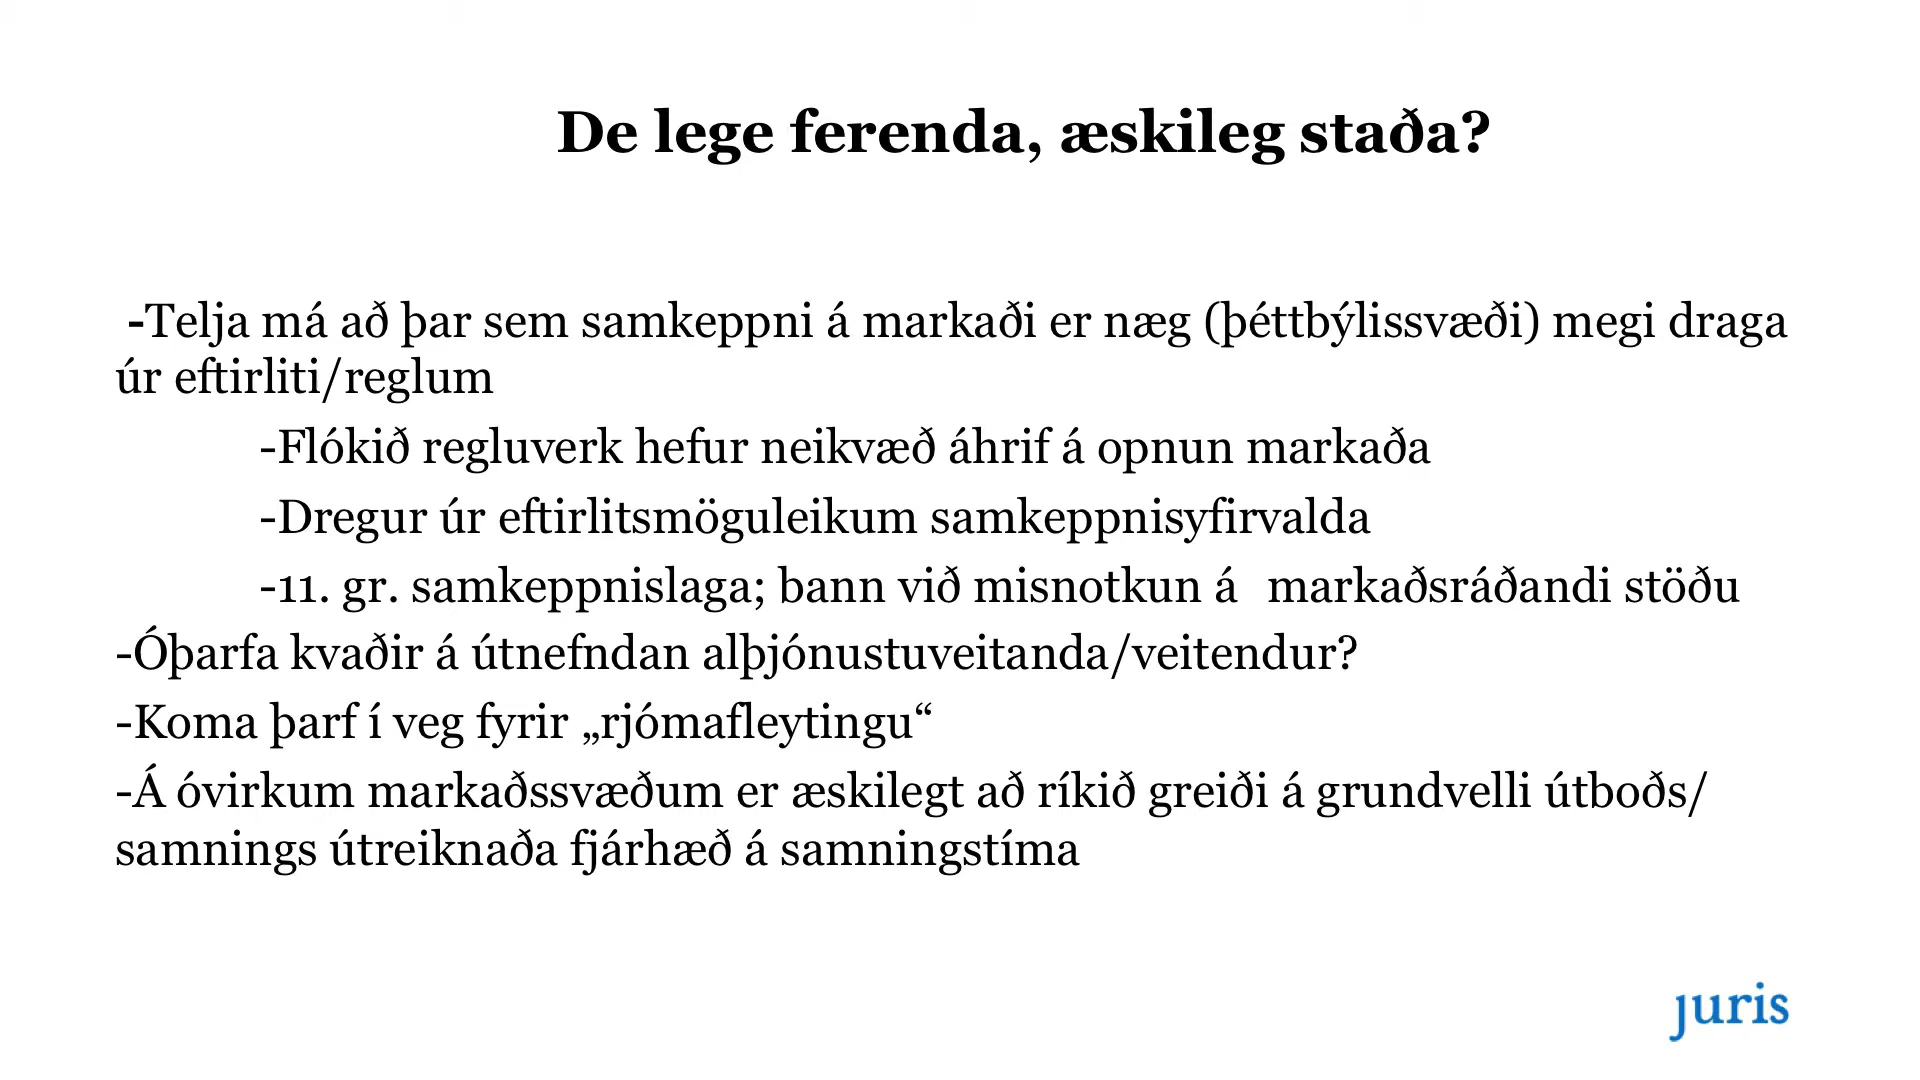 De lege ferenda, æskileg staða?
-Telja má að þar sem samkeppni á markaði er næg (þéttbýlissvæði) megi draga
úr eftirliti/reglum
-Flókið regluverk hefur neikvæð áhrif á opnun markaða
-Dregur úr eftirlitsmöguleikum samkeppnisyfirvalda
-11. gr. samkeppnislaga; bann við misnotkun á markaðsráðandi stöðu
-Óþarfa kvaðir á útnefndan alþjónustuveitanda/veitendur?
-Koma þarf í veg fyrir „rjómafleytingu“
-Á óvirkum markaðssvæðum er æskilegt að ríkið greiði á grundvelli útboðs/
samnings útreiknaða fjárhæð á samningstíma
juris